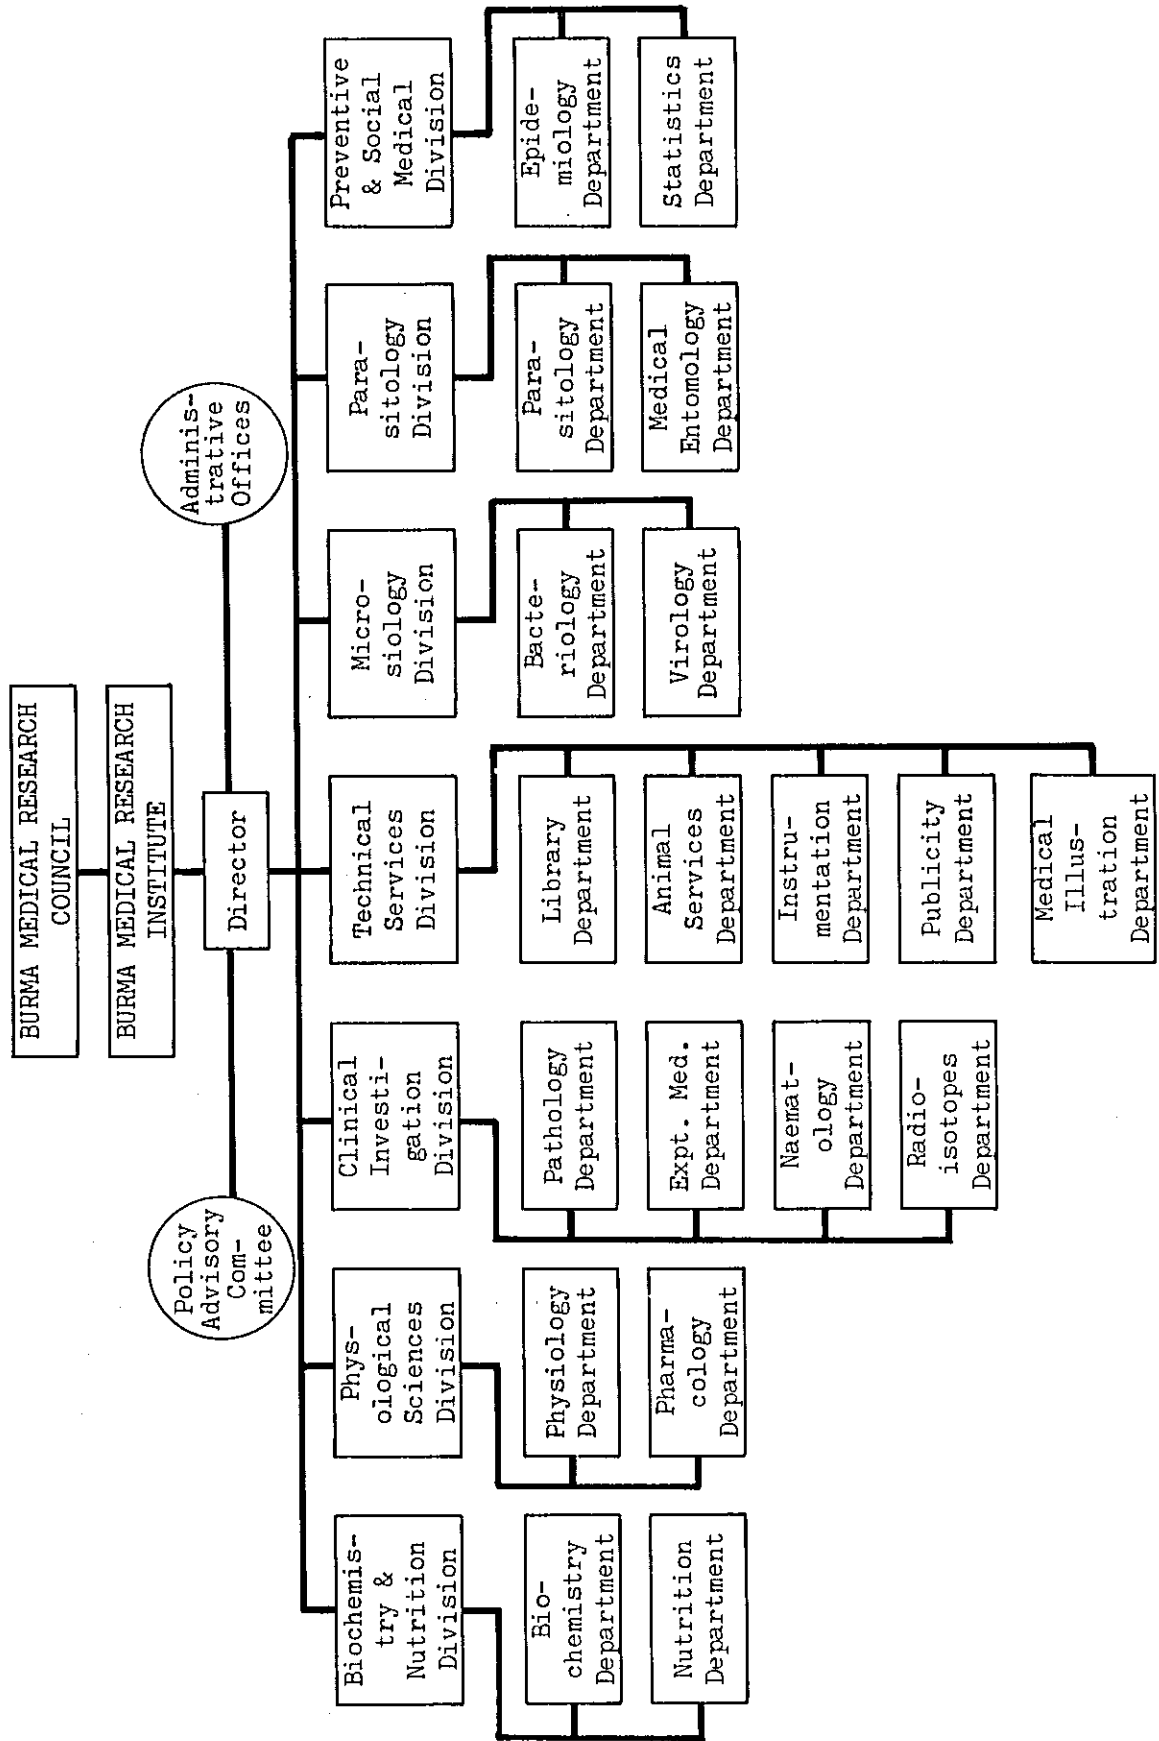 BURMA MEDICAL RESEARCH
COUNCIL
BURMA MEDICAL RESEARCH
INSTITUTE
Director
Policy
Advisory
Com-
mittee
Adminis-
trative
Offices
Biochemis-
try &
Nutrition
Division
Bio-
chemistry
Department
Nutrition
Department
Phys-
ological
Sciences
Division
Physiology
Department
Pharma-
cology
Department
Clinical
Investi-
gation
Division
Pathology
Department
Expt. Med.
Department
Naemat-
ology
Department
Radio-
isotopes
Department
Technical
Services
Division
Library
Department
Animal
Services
Department
Instru-
mentation
Department
Publicity
Department
Medical
Illus-
tration
Department
Micro-
siology
Division
Bacte-
riology
Department
Virology
Department
Para-
sitology
Division
Para-
sitology
Department
Medical
Entomology
Department
Preventive
& Social
Medical
Division
Epide-
miology
Department
Statistics
Department